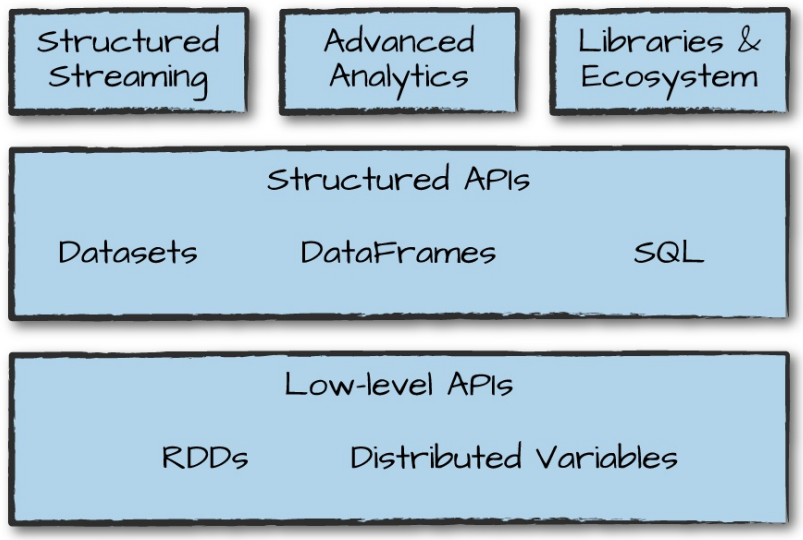 Structured
Streaming
Advanced
Analytics
Libraries &
Ecosystem
Structured APIs
Datasets DataFrames SQL
Low-level APIs
RDDs Distributed Variables